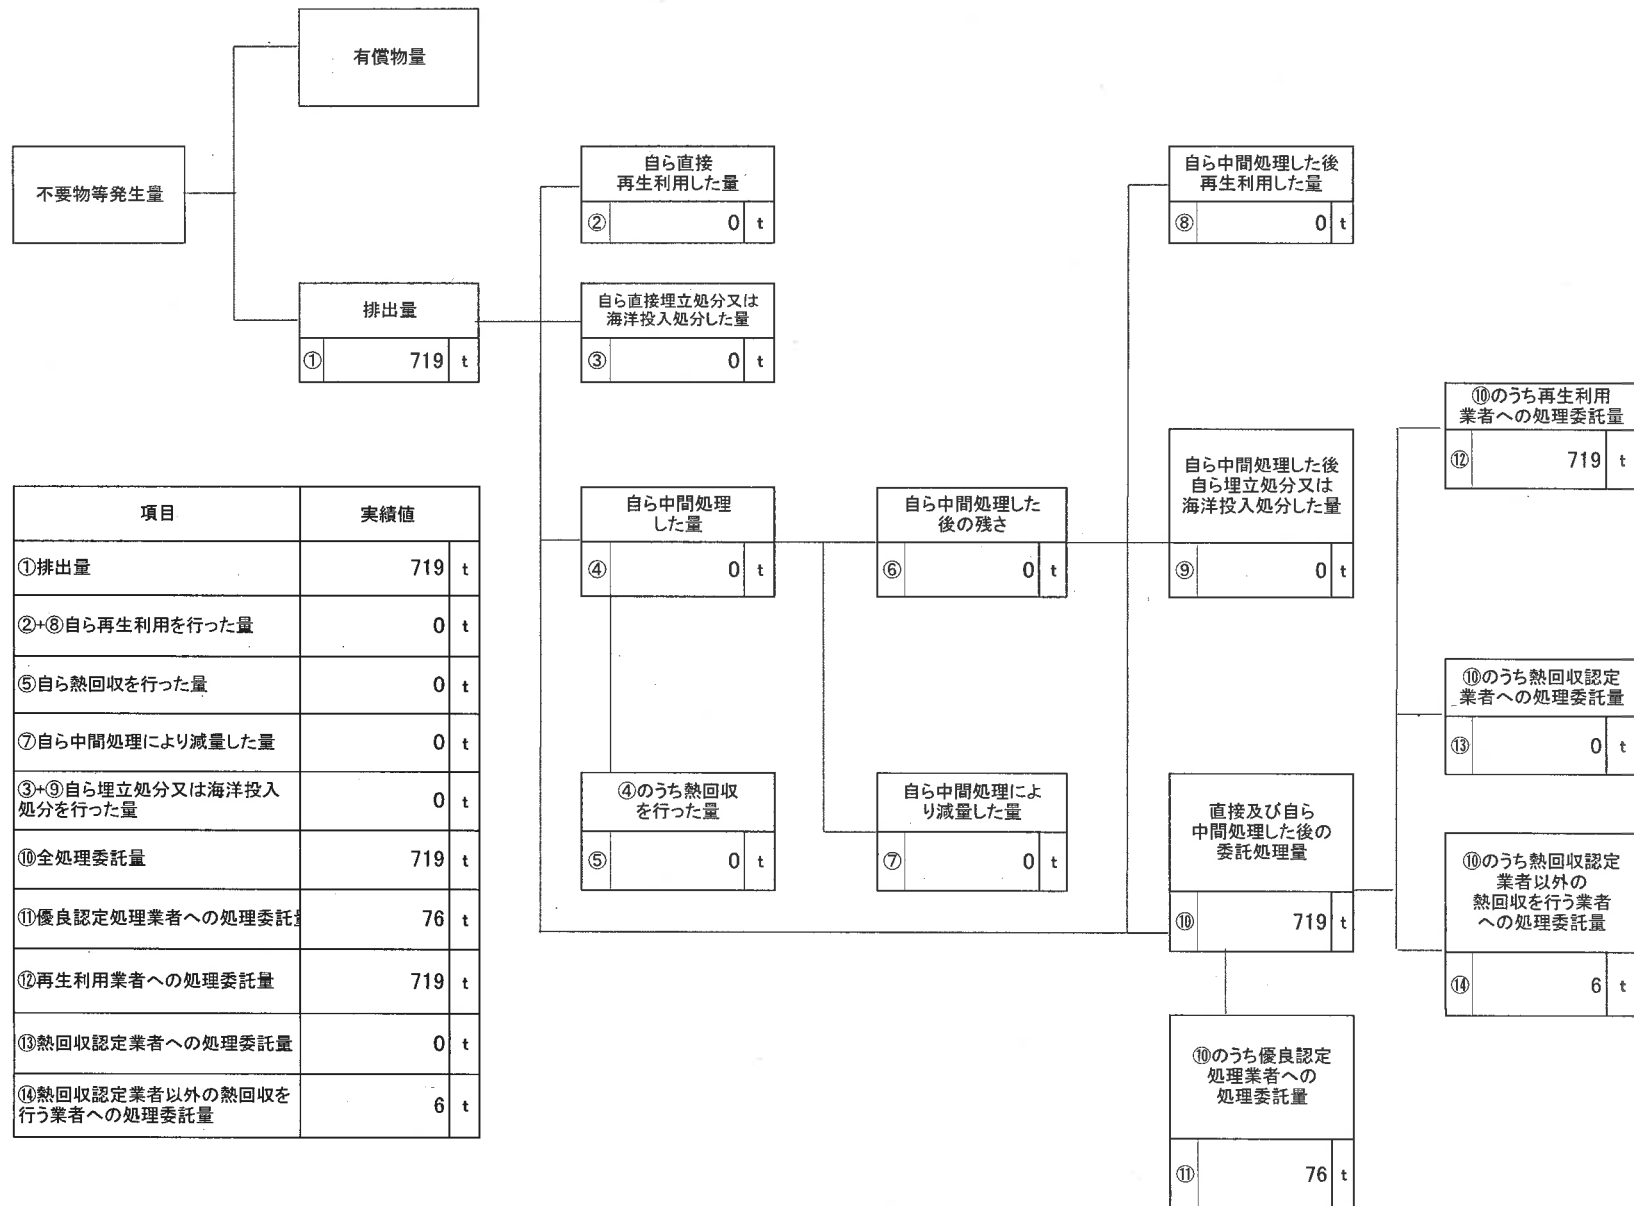 有償物量
不要物等発生量
排出量
① 719 t
自ら直接
再生利用した量
② 0 t
自ら直接埋立処分又は
海洋投入処分した量
③ 0 t
自ら中間処理
した量
④ 0 t
④のうち熱回収
を行った量
⑤ 0 t
自ら中間処理した
後の残さ
⑥ 0 t
自ら中間処理によ
り減量した量
⑦ 0 t
自ら中間処理した後
再生利用した量
⑧ 0 t
自ら中間処理した後
自ら埋立処分又は
海洋投入処分した量
⑨ 0 t
直接及び自ら
中間処理した後の
委託処理量
⑩ 719 t
⑩のうち優良認定
処理業者への
処理委託量
⑪ 76 t
⑩のうち再生利用
業者への処理委託量
⑫ 719 t
⑩のうち熱回収認定
業者への処理委託量
⑬ 0 t
⑩のうち熱回収認定
業者以外の
熱回収を行う業者
への処理委託量
⑭ 6 t
項目 実績値
①排出量 719 t
②+⑧自ら再生利用を行った量 0 t
⑤自ら熱回収を行った量 0 t
⑦自ら中間処理により減量した量 0 t
③+⑨自ら埋立処分又は海洋投入
処分を行った量 0 t
⑩全処理委託量 719 t
⑪優良認定処理業者への処理委託 76 t
⑫再生利用業者への処理委託量 719 t
⑬熱回収認定業者への処理委託量 0 t
⑭熱回収認定業者以外の熱回収を
行う業者への処理委託量 6 t